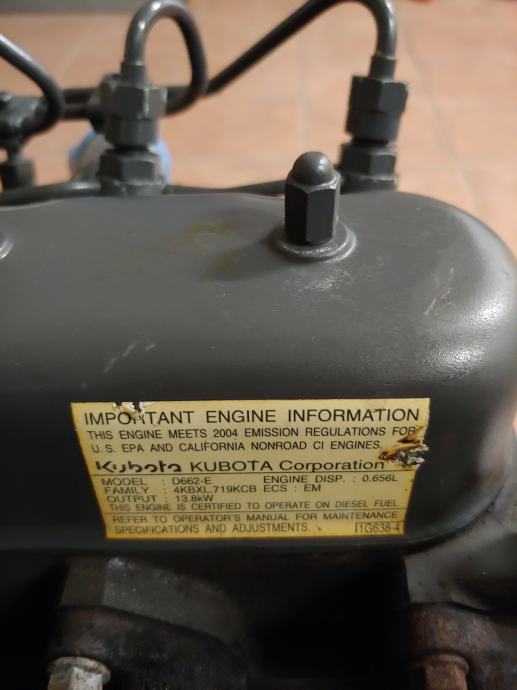 IMPORTANT ENGINE INFORMATION
THIS ENGINE MEETS 2004 EMISSION REGULATIONS FOR
U.S. EPA AND CALIFORNIA NONROAD CI ENGINES.
Kubota KUBOTA Corporation
MODEL : D662-E ENGINE DISP. : 0.656L
FAMILY : 4KBXL.719KCB ECS : EM
OUTPUT : 13.8kW
THIS ENGINE IS CERTIFIED TO OPERATE ON DIESEL FUEL.
REFER TO OPERATOR'S MANUAL FOR MAINTENANCE
SPECIFICATIONS AND ADJUSTMENTS. 1G638-4